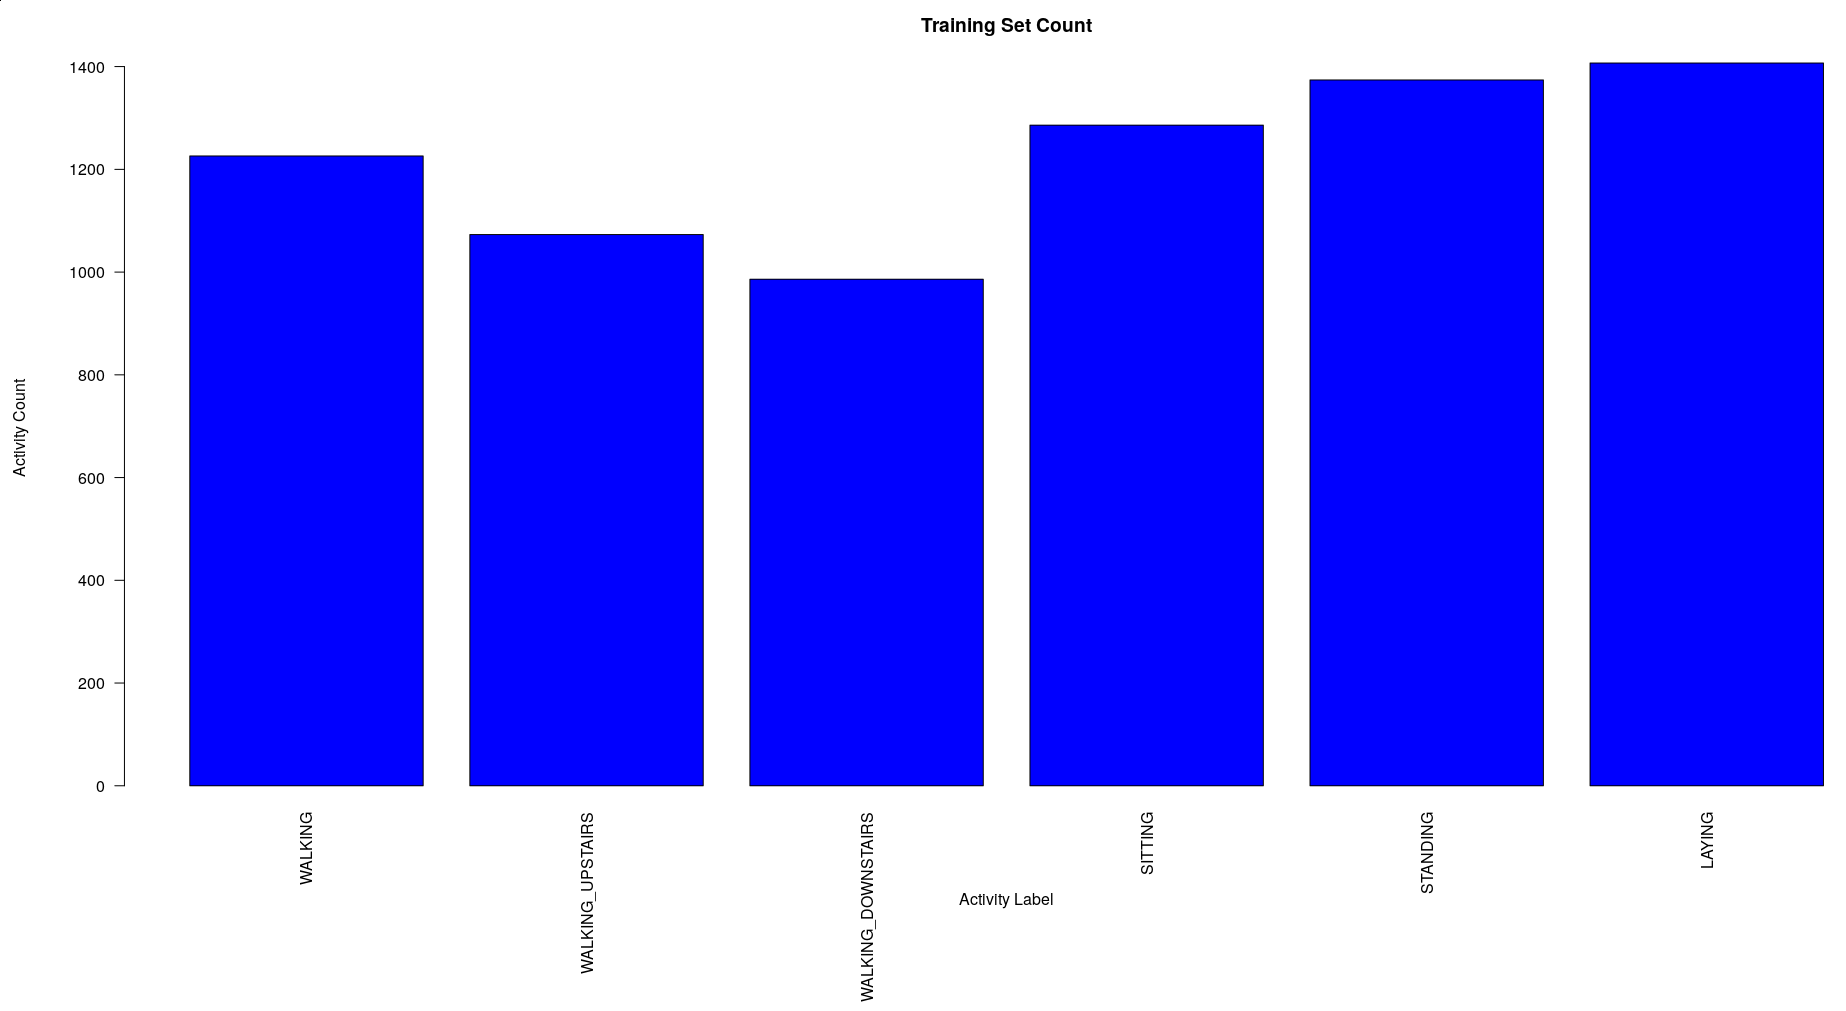 Training Set Count
1400
1200
1000
800
600
400
200
0
Activity Count
WALKING
WALKING_UPSTAIRS
WALKING_DOWNSTAIRS
SITTING
STANDING
LAYING
Activity Label